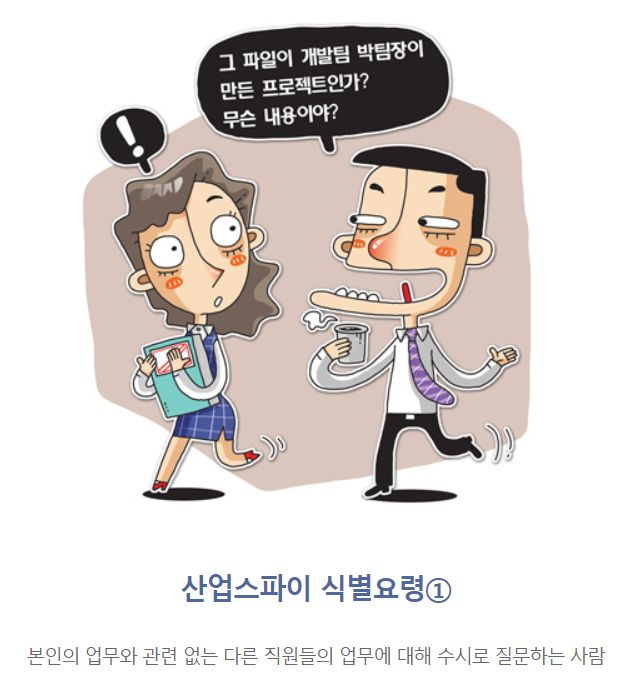 그 파일이 개발팀 박팀장이
만든 프로젝트인가?
무슨 내용이야?
!
산업스파이 식별요령①
본인의 업무와 관련 없는 다른 직원들의 업무에 대해 수시로 질문하는 사람